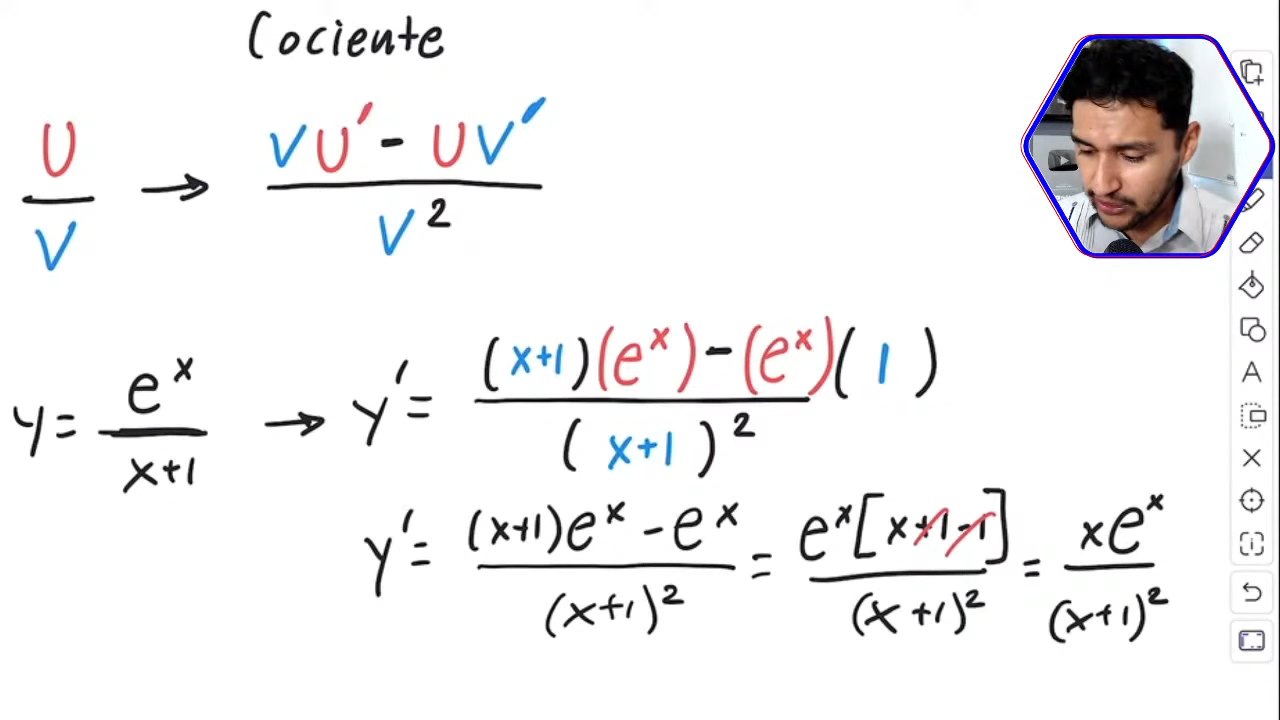 Cociente
U/V → (VU' - UV')/V²
y = e^x/(x+1) → y' = ((x+1)(e^x) - (e^x)(1))/(x+1)²
y' = ((x+1)e^x - e^x)/(x+1)² = e^x[x+1-1]/(x+1)² = xe^x/(x+1)²